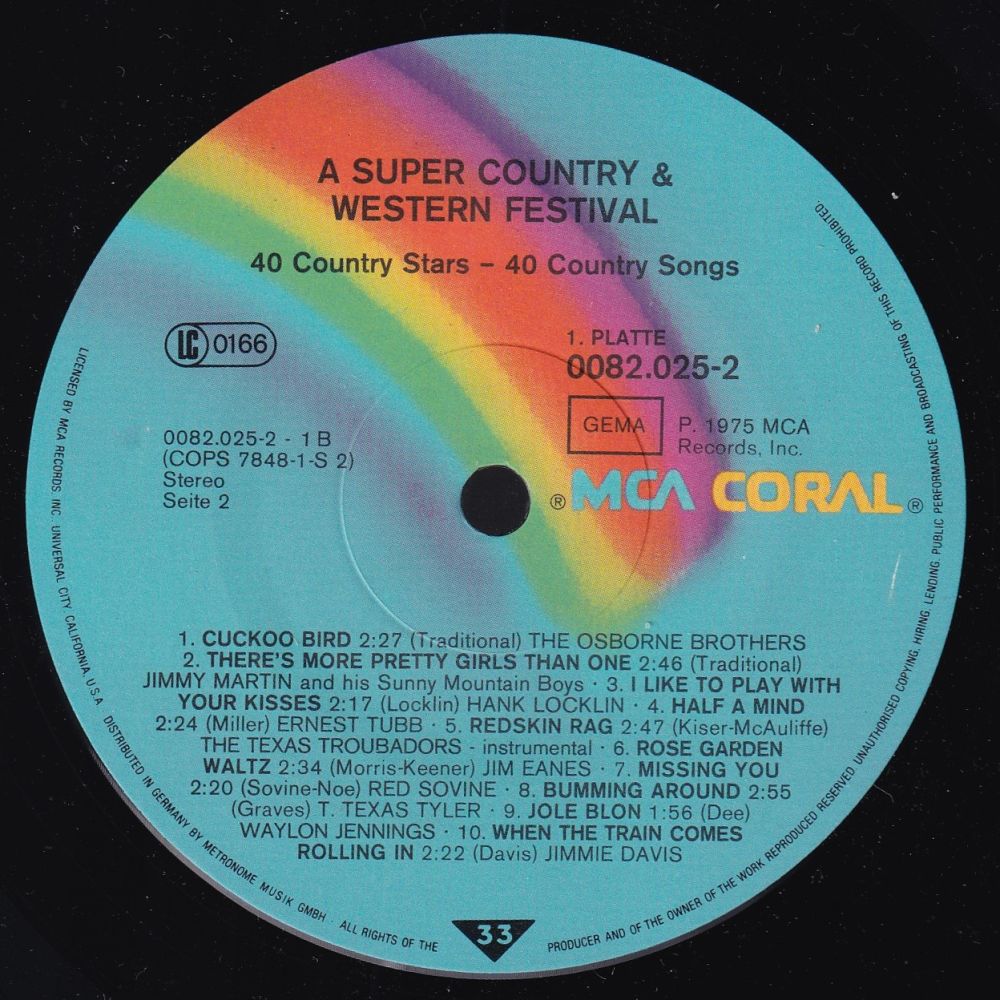 A SUPER COUNTRY &
WESTERN FESTIVAL
40 Country Stars – 40 Country Songs
LC 0166
1. PLATTE
0082.025-2
GEMA
P. 1975 MCA
Records, Inc.
0082.025-2 - 1 B
(COPS 7848-1-S 2)
Stereo
Seite 2
® MCA CORAL ®
1. CUCKOO BIRD 2:27 (Traditional) THE OSBORNE BROTHERS
2. THERE'S MORE PRETTY GIRLS THAN ONE 2:46 (Traditional)
JIMMY MARTIN and his Sunny Mountain Boys · 3. I LIKE TO PLAY WITH
YOUR KISSES 2:17 (Locklin) HANK LOCKLIN · 4. HALF A MIND
2:24 (Miller) ERNEST TUBB · 5. REDSKIN RAG 2:47 (Kiser-McAuliffe)
THE TEXAS TROUBADORS - instrumental · 6. ROSE GARDEN
WALTZ 2:34 (Morris-Keener) JIM EANES · 7. MISSING YOU
2:20 (Sovine-Noe) RED SOVINE · 8. BUMMING AROUND 2:55
(Graves) T. TEXAS TYLER · 9. JOLE BLON 1:56 (Dee)
WAYLON JENNINGS · 10. WHEN THE TRAIN COMES
ROLLING IN 2:22 (Davis) JIMMIE DAVIS
LICENSED BY MCA RECORDS, INC. UNIVERSAL CITY, CALIFORNIA, U.S.A. DISTRIBUTED IN GERMANY BY METRONOME MUSIK GMBH · ALL RIGHTS OF THE
33
PRODUCER AND OF THE OWNER OF THE WORK REPRODUCED RESERVED UNAUTHORISED COPYING, HIRING, LENDING, PUBLIC PERFORMANCE AND BROADCASTING OF THIS RECORD PROHIBITED.